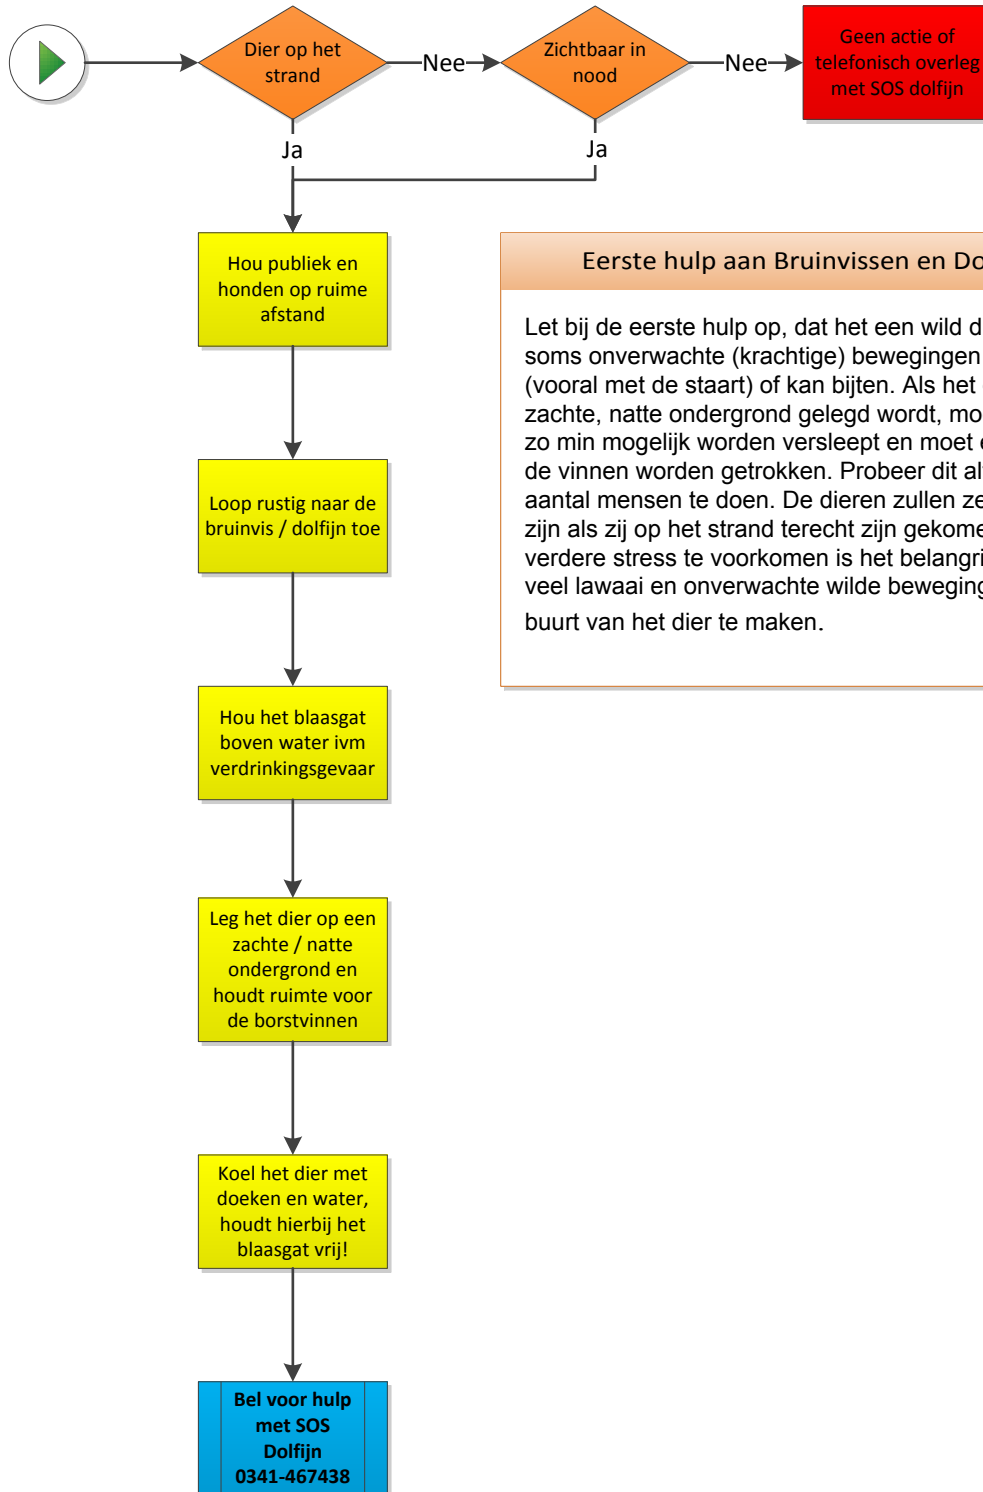 Dier op het
strand
Nee
Zichtbaar in
nood
Nee
Geen actie of
telefonisch overleg
met SOS dolfijn
Ja
Ja
Hou publiek en
honden op ruime
afstand
Eerste hulp aan Bruinvissen en Do
Let bij de eerste hulp op, dat het een wild d
soms onverwachte (krachtige) bewegingen
(vooral met de staart) of kan bijten. Als het
zachte, natte ondergrond gelegd wordt, mo
zo min mogelijk worden versleept en moet e
de vinnen worden getrokken. Probeer dit al
aantal mensen te doen. De dieren zullen ze
zijn als zij op het strand terecht zijn gekome
verdere stress te voorkomen is het belangri
veel lawaai en onverwachte wilde beweging
buurt van het dier te maken.
Loop rustig naar de
bruinvis / dolfijn toe
Hou het blaasgat
boven water ivm
verdrinkingsgevaar
Leg het dier op een
zachte / natte
ondergrond en
houdt ruimte voor
de borstvinnen
Koel het dier met
doeken en water,
houdt hierbij het
blaasgat vrij!
Bel voor hulp
met SOS
Dolfijn
0341-467438